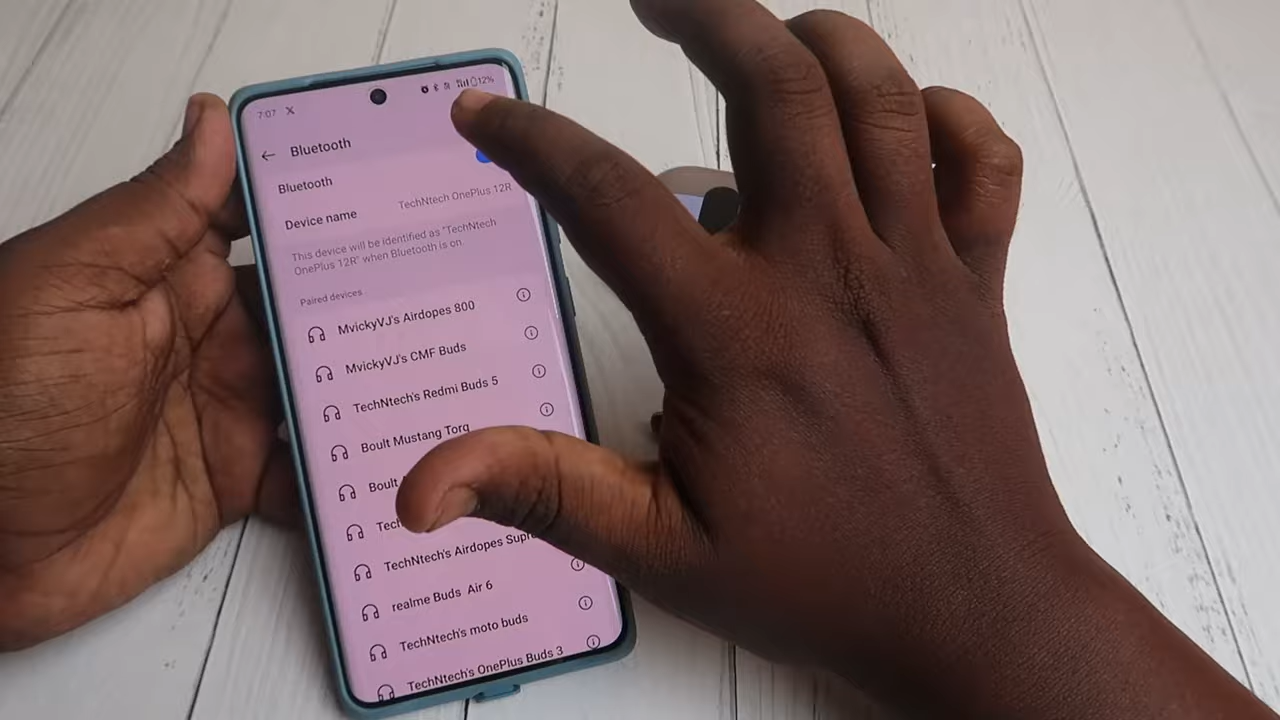 7:07 12%
Bluetooth
Bluetooth
Device name TechNtech OnePlus 12R
This device will be identified as "TechNtech
OnePlus 12R" when Bluetooth is on.
Paired devices
MvickyVJ's Airdopes 800
MvickyVJ's CMF Buds
TechNtech's Redmi Buds 5
Boult Mustang Torq
Boult
TechNtech's Airdopes
realme Buds Air 6
TechNtech's moto buds
TechNtech's OnePlus Buds 3